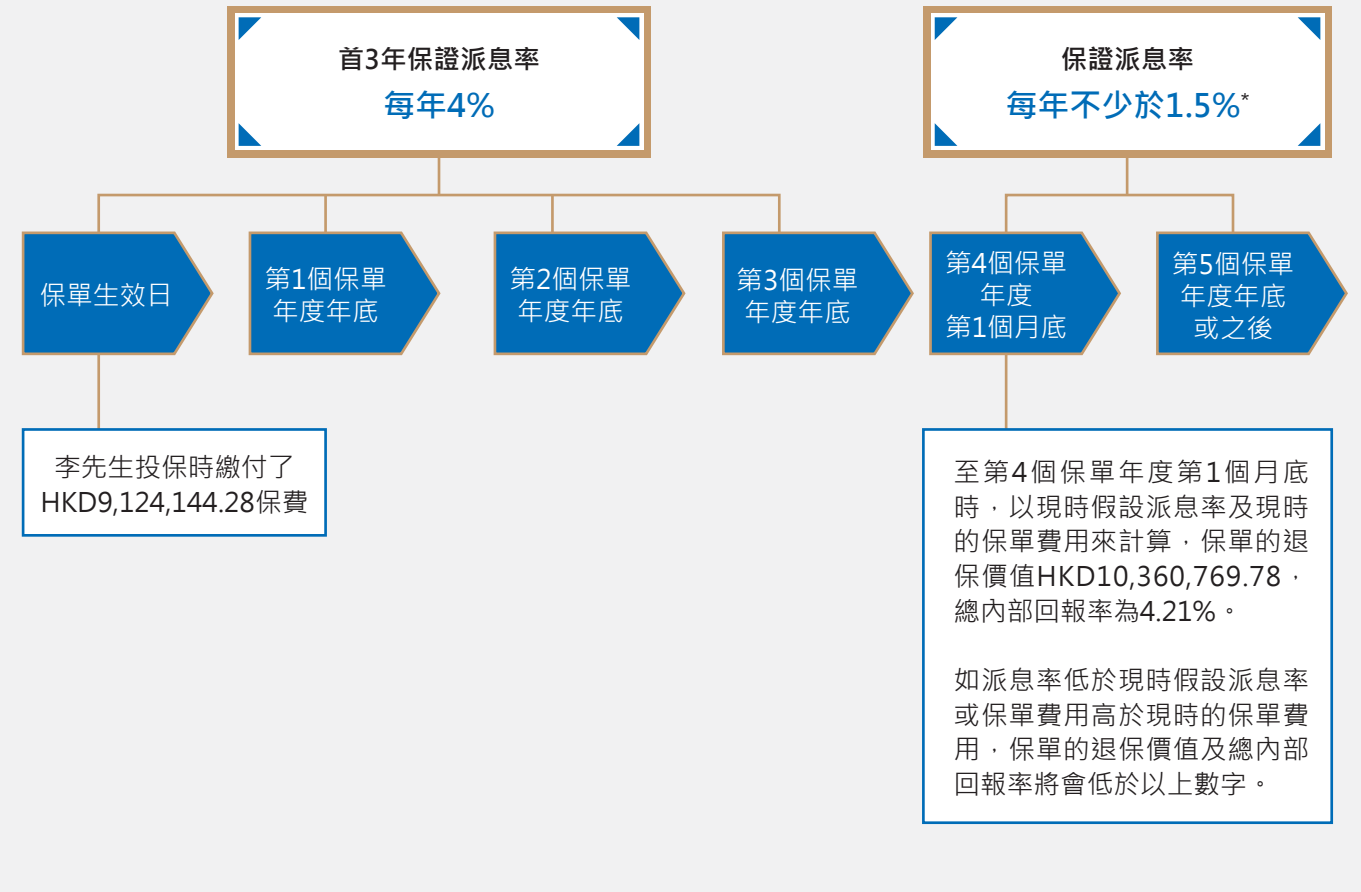 首3年保證派息率
每年4%
保證派息率
每年不少於1.5%*
保單生效日
第1個保單
年度年底
第2個保單
年度年底
第3個保單
年度年底
第4個保單
年度
第1個月底
第5個保單
年度年底
或之後
李先生投保時繳付了
HKD9,124,144.28保費
至第4個保單年度第1個月底
時，以現時假設派息率及現時
的保單費用來計算，保單的退
保價值HKD10,360,769.78，
總內部回報率為4.21%。
如派息率低於現時假設派息率
或保單費用高於現時的保單費
用，保單的退保價值及總內部
回報率將會低於以上數字。